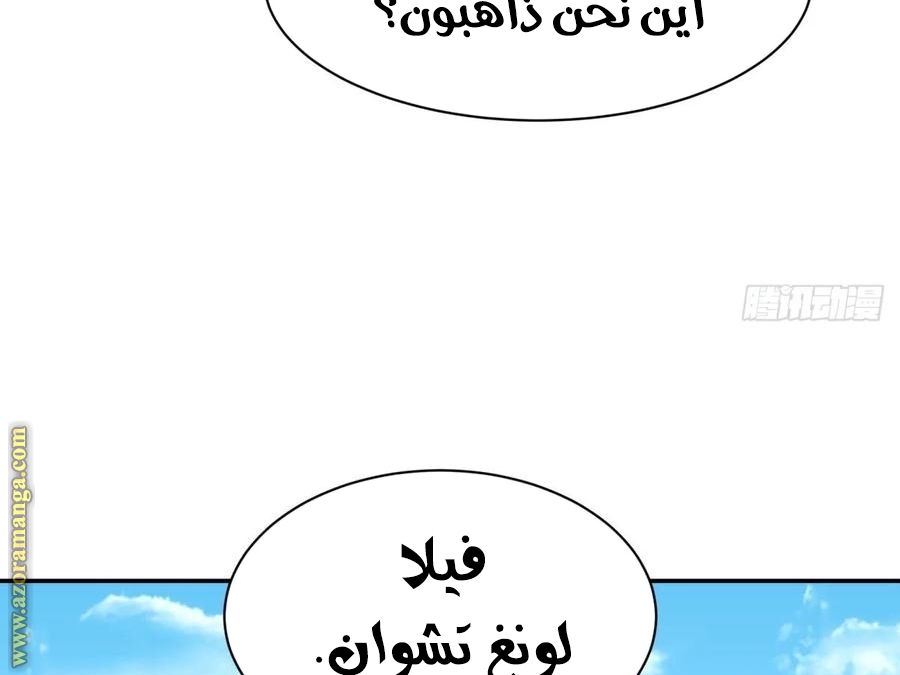 أين نحن ذاهبون؟
腾讯动漫
www.azoramanga.com
فيلا
لونغ تشوان.